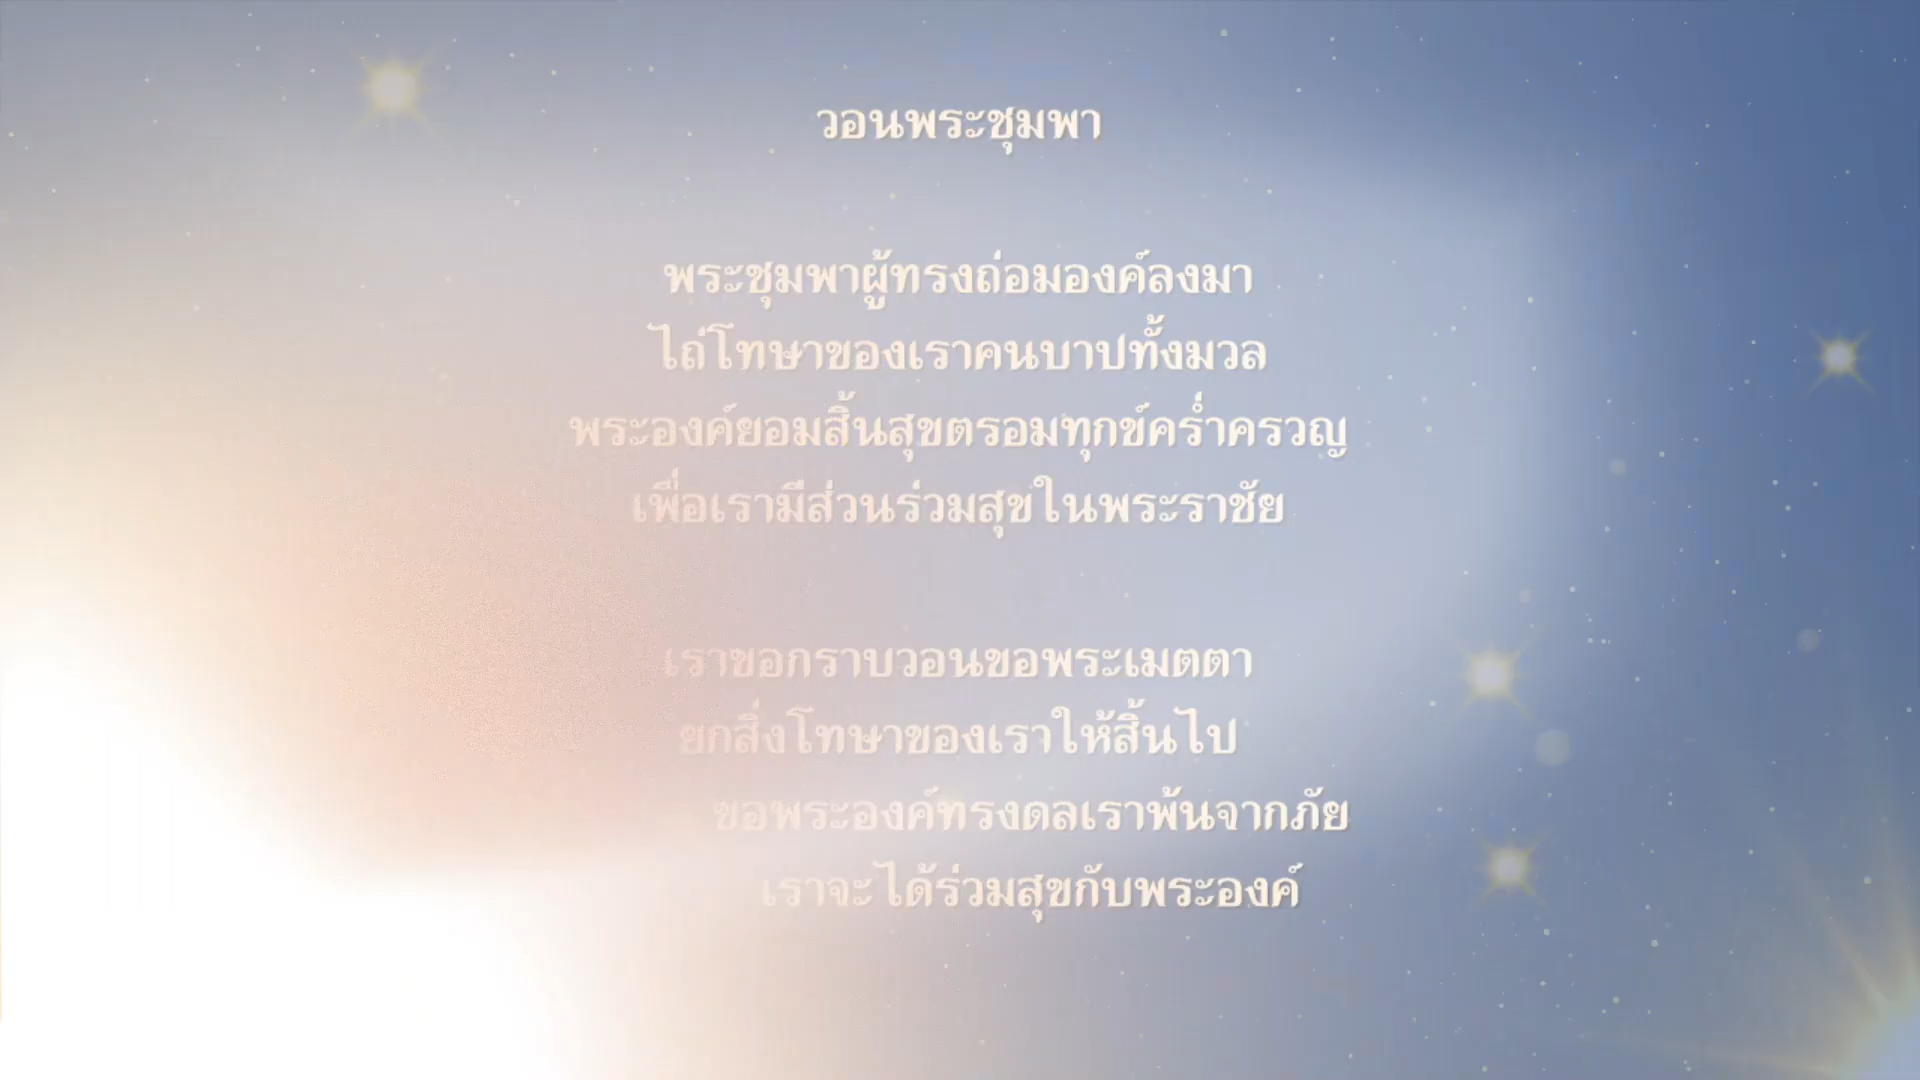 วอนพระชุมพา
พระชุมพาผู้ทรงถ่อมองค์ลงมา
ไถ่โทษาของเราคนบาปทั้งมวล
พระองค์ยอมสิ้นสุขตรอมทุกข์คร่ำครวญ
เพื่อเรามีส่วนร่วมสุขในพระราชัย
เราขอกราบวอนขอพระเมตตา
ยกสิ่งโทษาของเราให้สิ้นไป
ขอพระองค์ทรงดลเราพ้นจากภัย
เราจะได้ร่วมสุขกับพระองค์